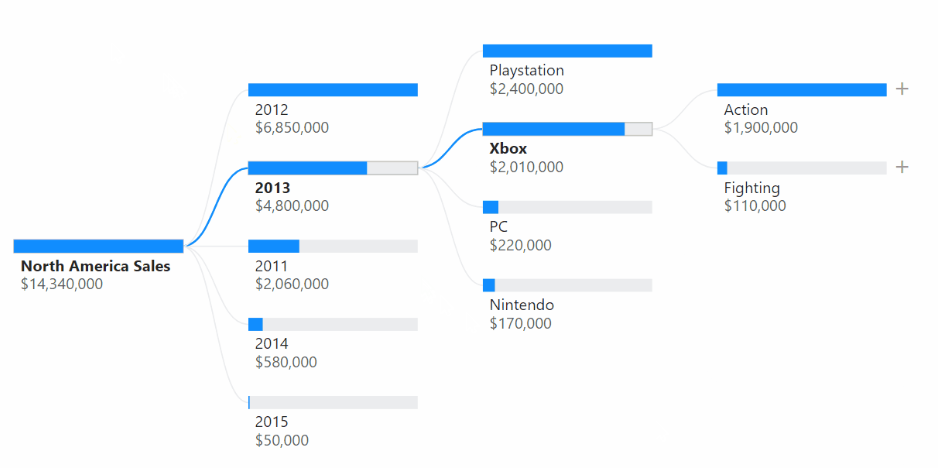 North America Sales
$14,340,000
2012
$6,850,000
2013
$4,800,000
2011
$2,060,000
2014
$580,000
2015
$50,000
Playstation
$2,400,000
Xbox
$2,010,000
PC
$220,000
Nintendo
$170,000
Action
$1,900,000
Fighting
$110,000